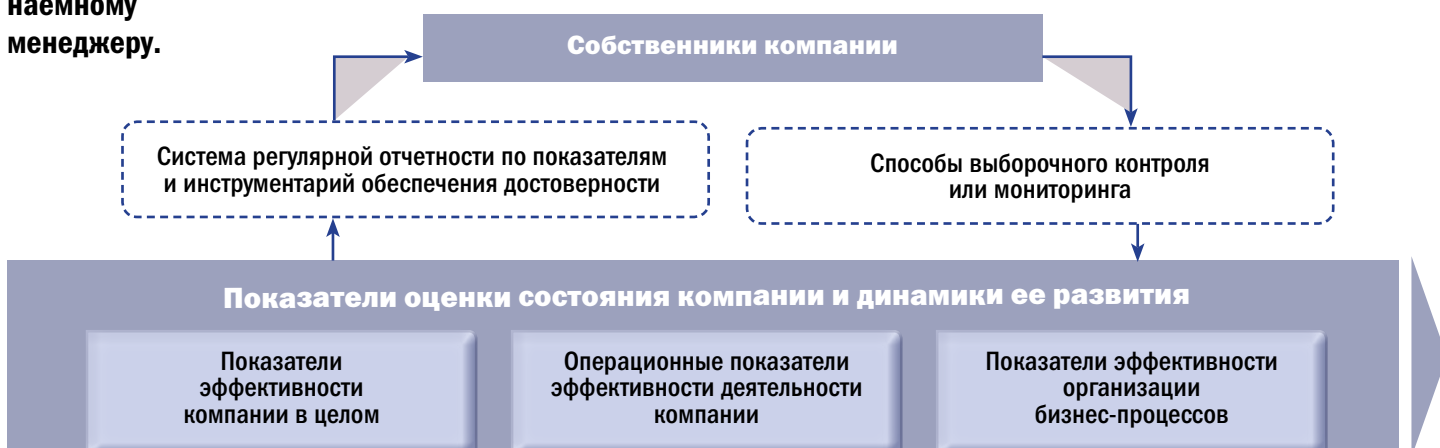 наемному
менеджеру.
Собственники компании
Система регулярной отчетности по показателям
и инструментарий обеспечения достоверности
Способы выборочного контроля
или мониторинга
Показатели оценки состояния компании и динамики ее развития
Показатели
эффективности
компании в целом
Операционные показатели
эффективности деятельности
компании
Показатели эффективности
организации
бизнес-процессов